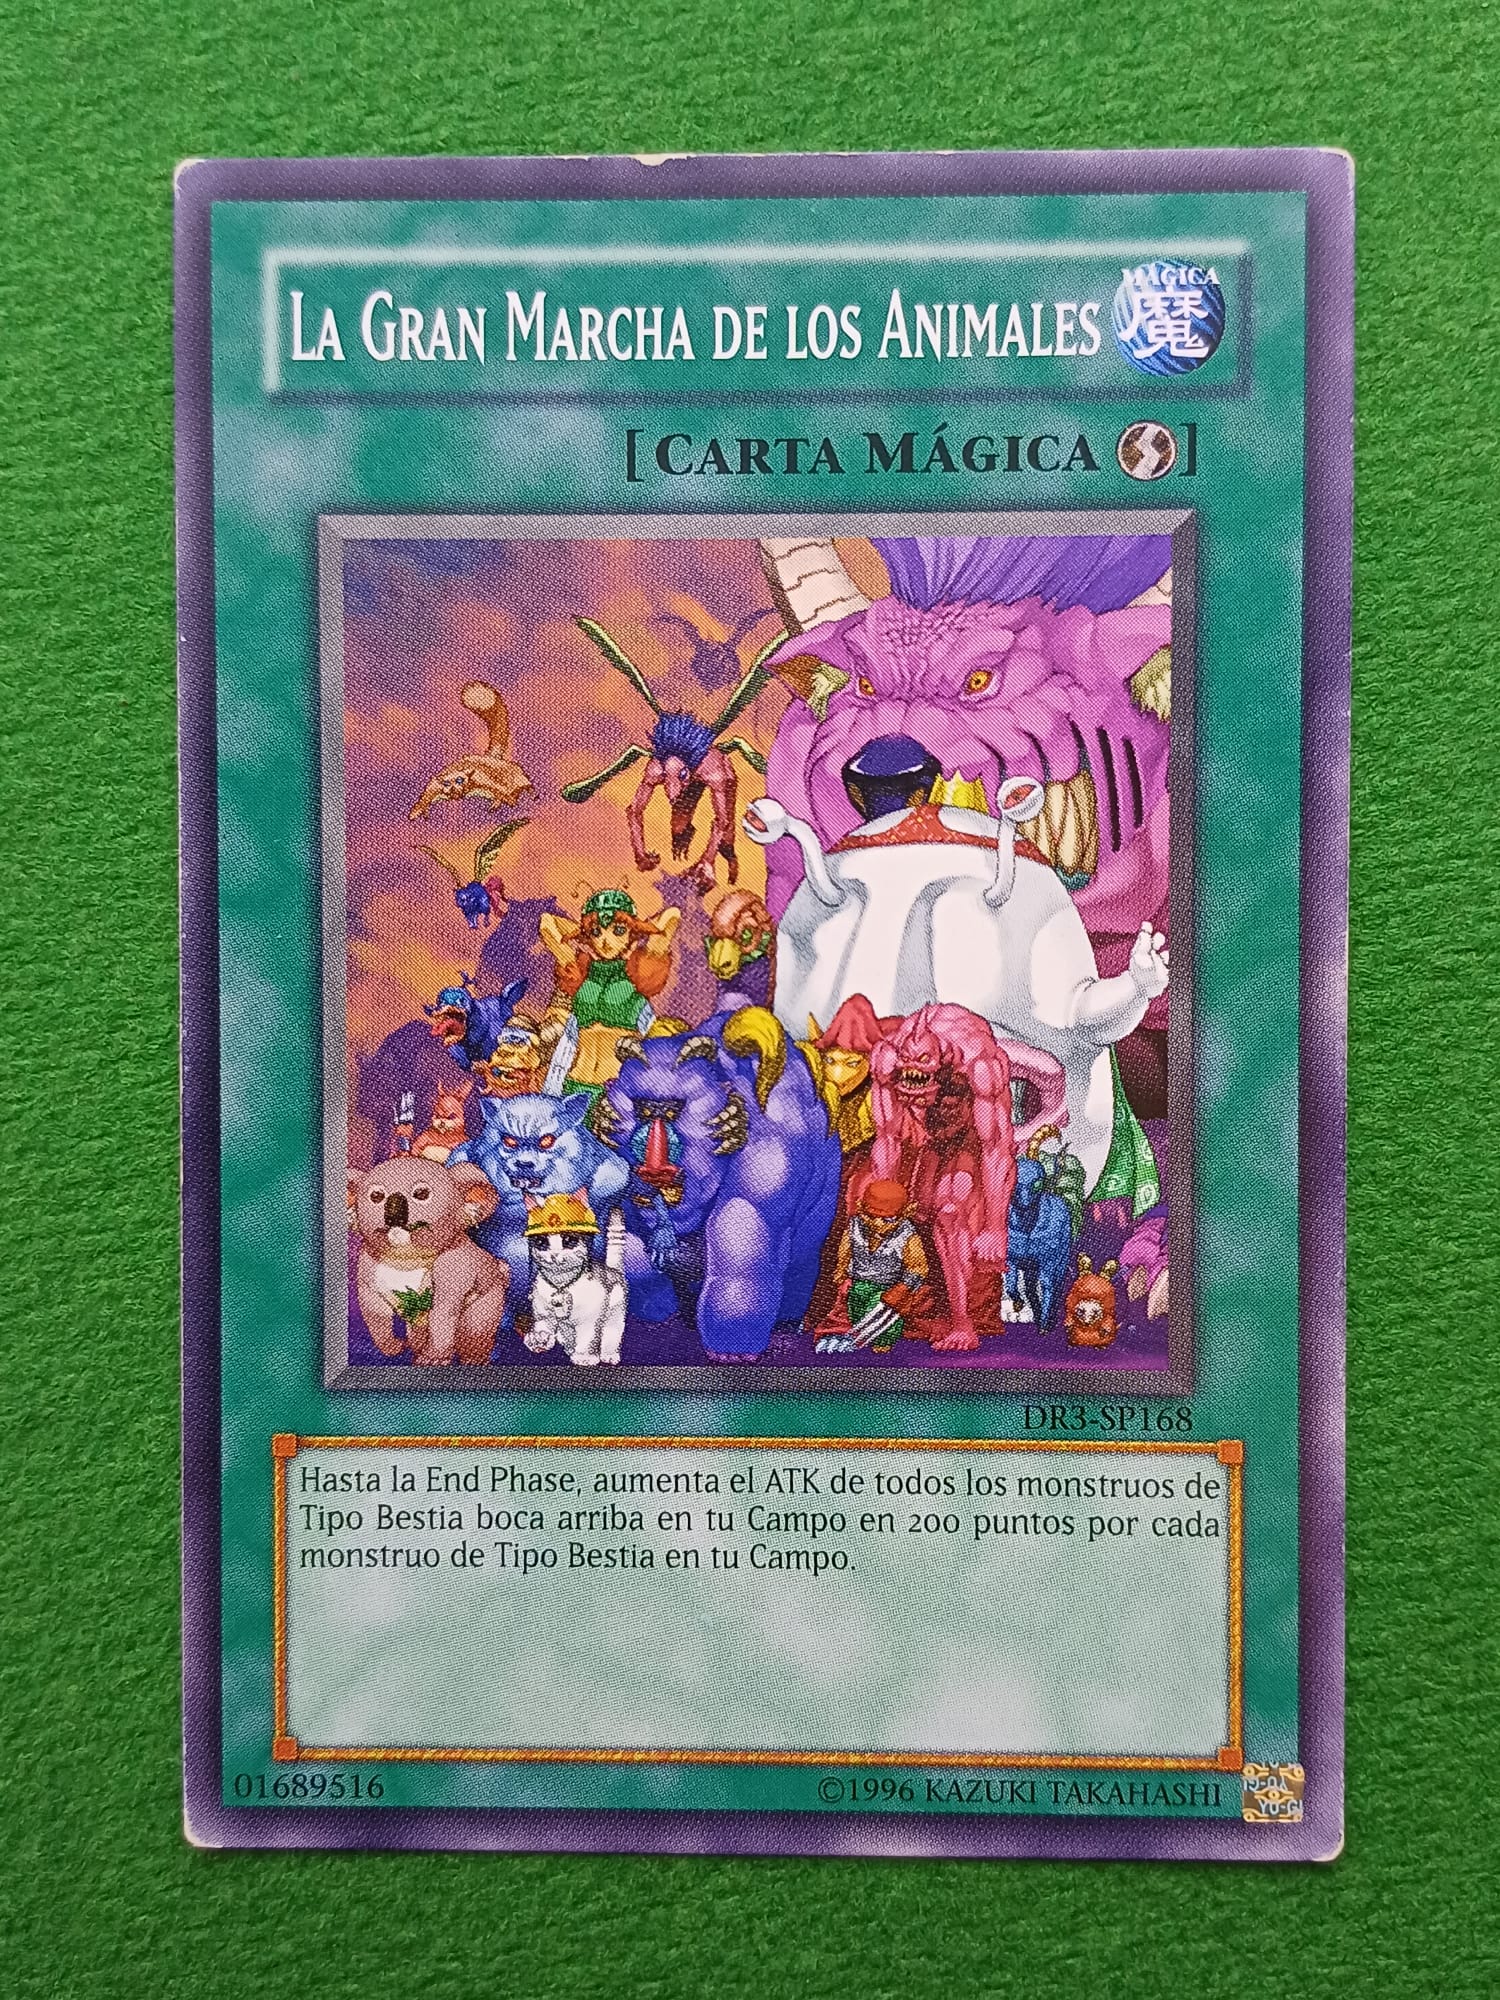 LA GRAN MARCHA DE LOS ANIMALES
MÁGICA
魔
[CARTA MÁGICA]
DR3-SP168
Hasta la End Phase, aumenta el ATK de todos los monstruos de
Tipo Bestia boca arriba en tu Campo en 200 puntos por cada
monstruo de Tipo Bestia en tu Campo.
01689516
©1996 KAZUKI TAKAHASHI